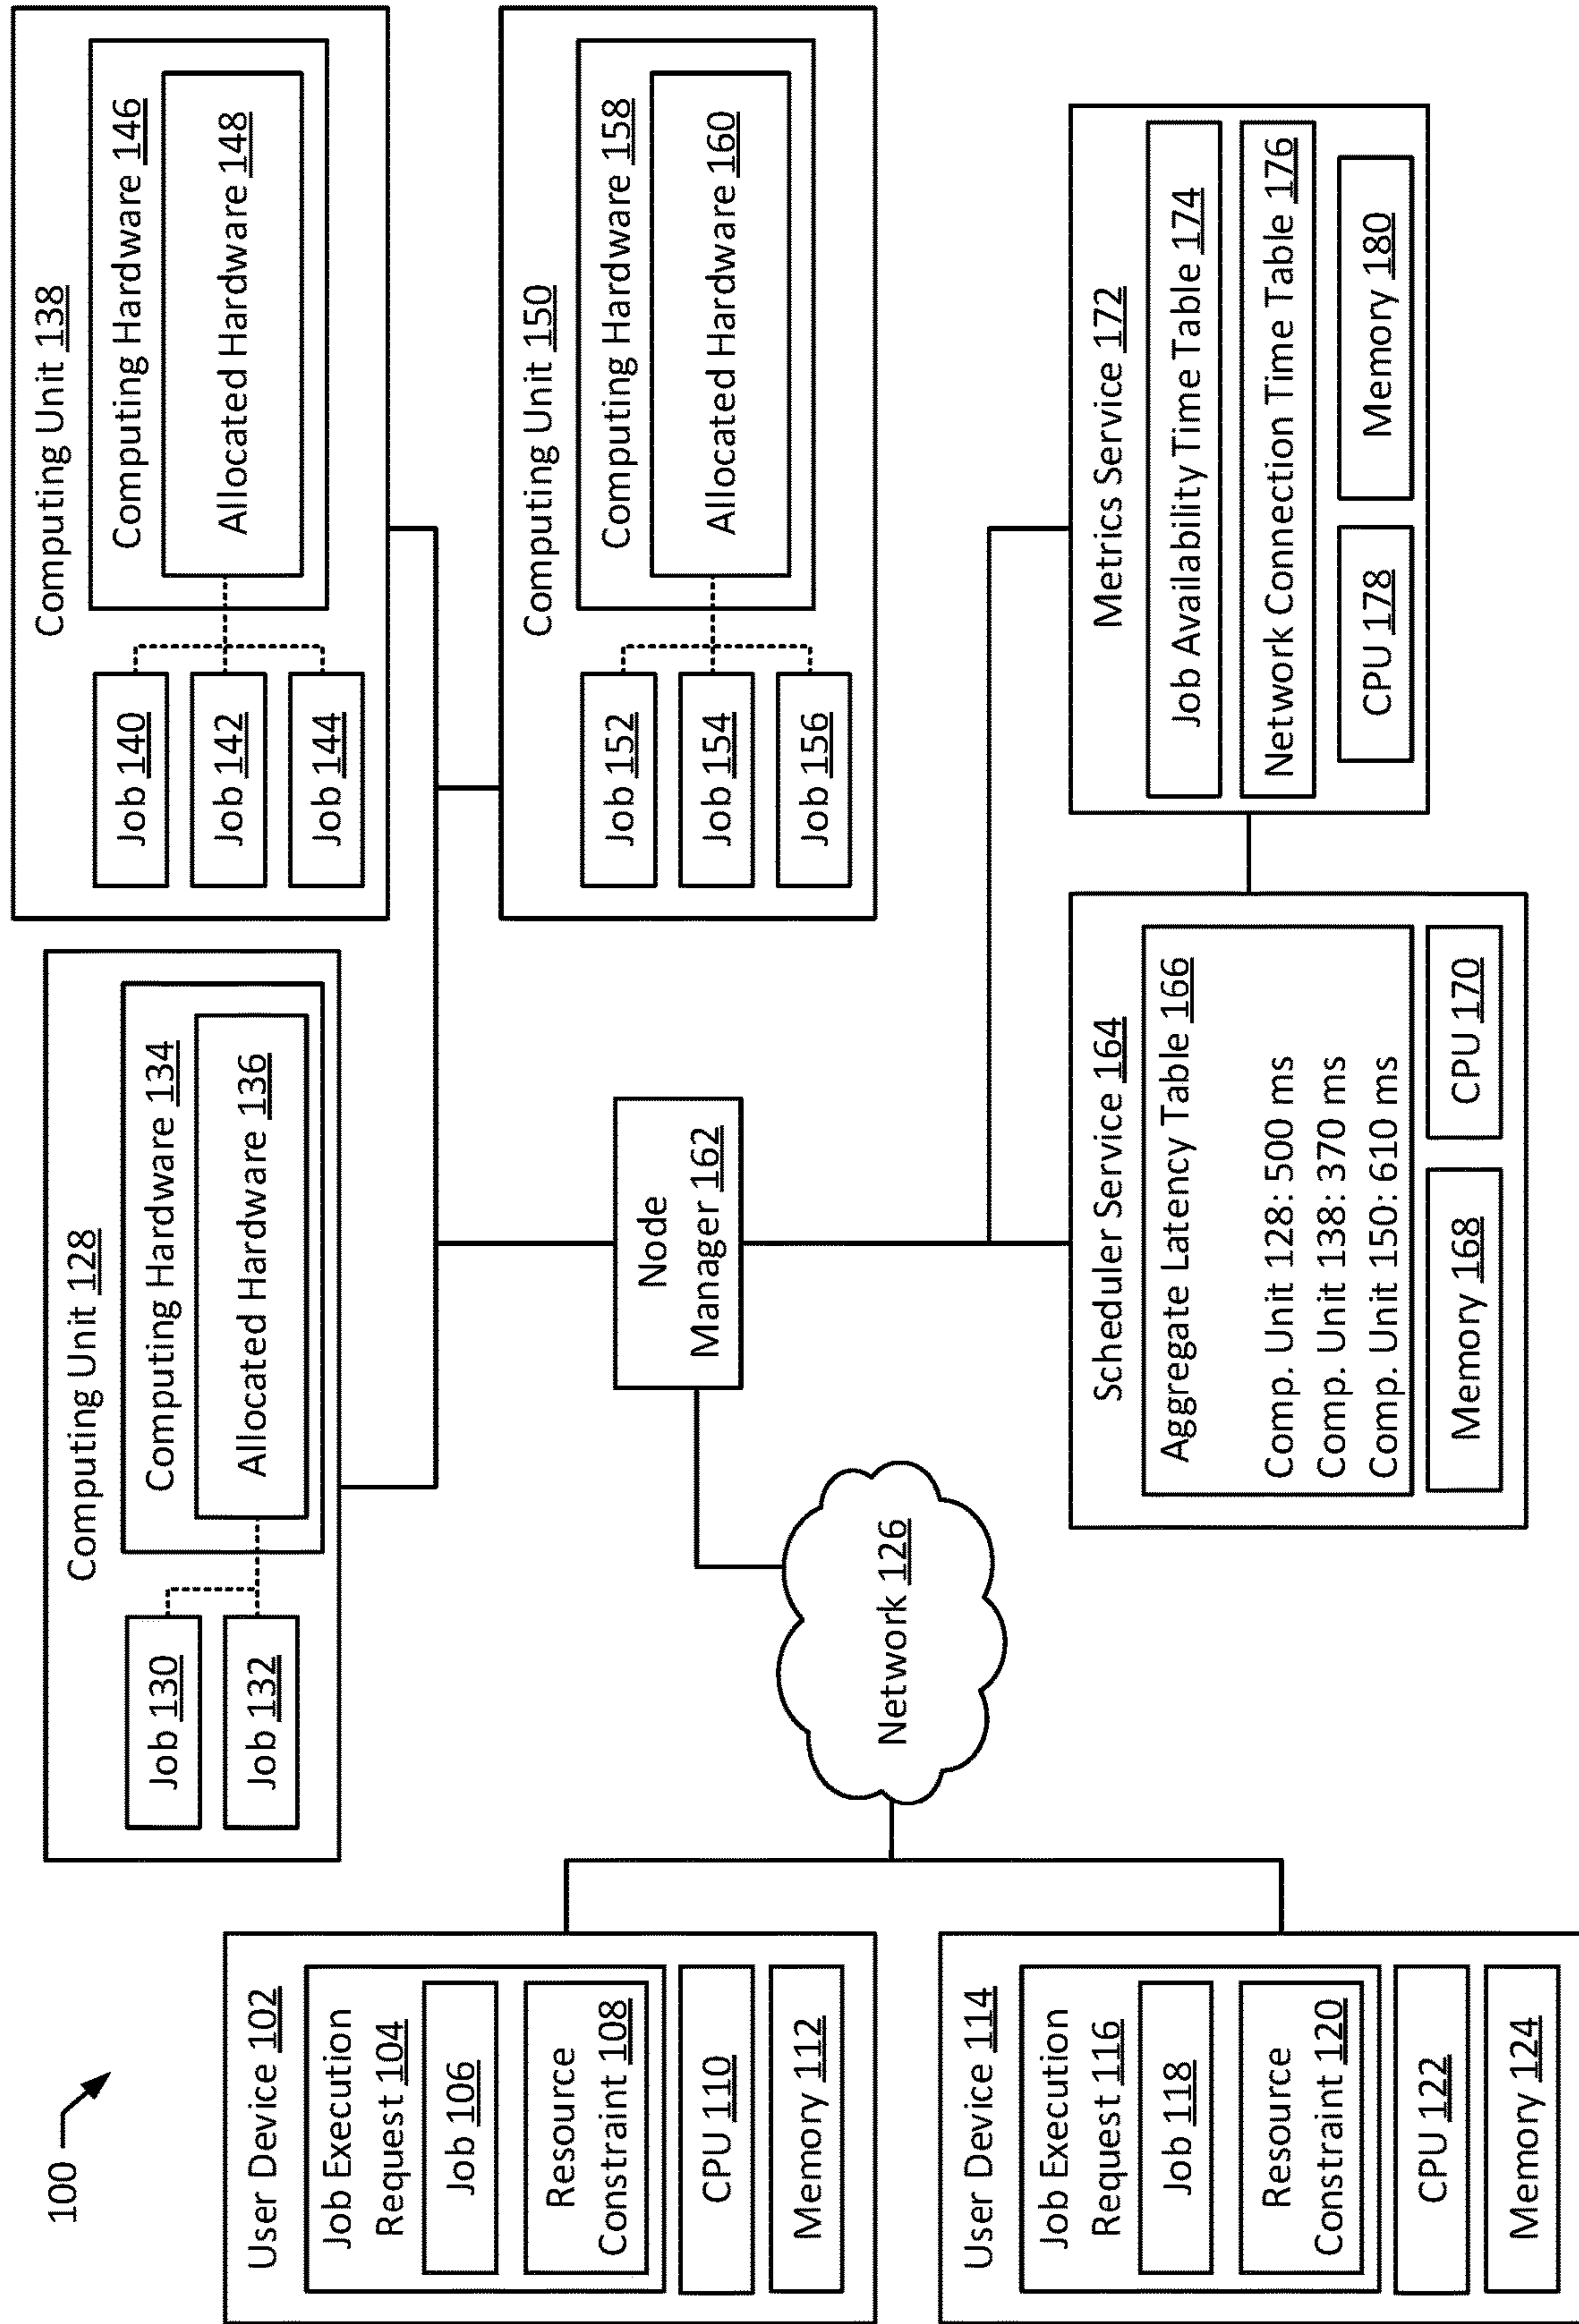 100
User Device 102
Job Execution
Request 104
Job 106
Resource
Constraint 108
CPU 110
Memory 112
User Device 114
Job Execution
Request 116
Job 118
Resource
Constraint 120
CPU 122
Memory 124
Network 126
Computing Unit 128
Job 130
Job 132
Computing Hardware 134
Allocated Hardware 136
Computing Unit 138
Job 140
Job 142
Job 144
Computing Hardware 146
Allocated Hardware 148
Computing Unit 150
Job 152
Job 154
Job 156
Computing Hardware 158
Allocated Hardware 160
Node
Manager 162
Scheduler Service 164
Aggregate Latency Table 166
Comp. Unit 128: 500 ms
Comp. Unit 138: 370 ms
Comp. Unit 150: 610 ms
Memory 168
CPU 170
Metrics Service 172
Job Availability Time Table 174
Network Connection Time Table 176
CPU 178
Memory 180